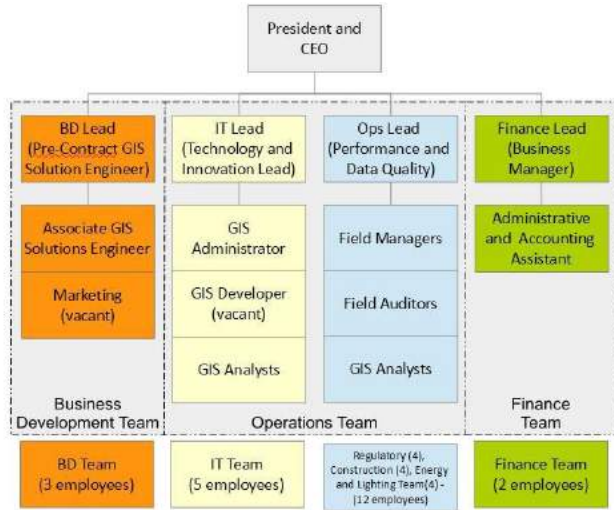 President and
CEO
BD Lead
(Pre-Contract GIS
Solution Engineer)
IT Lead
(Technology and
Innovation Lead)
Ops Lead
(Performance and
Data Quality)
Finance Lead
(Business
Manager)
Associate GIS
Solutions Engineer
Marketing
(vacant)
GIS
Administrator
GIS Developer
(vacant)
GIS Analysts
Field Managers
Field Auditors
GIS Analysts
Administrative
and Accounting
Assistant
Business
Development Team
Operations Team
Finance
Team
BD Team
(3 employees)
IT Team
(5 employees)
Regulatory (4),
Construction (4), Energy
and Lighting Team(4) -
(12 employees)
Finance Team
(2 employees)